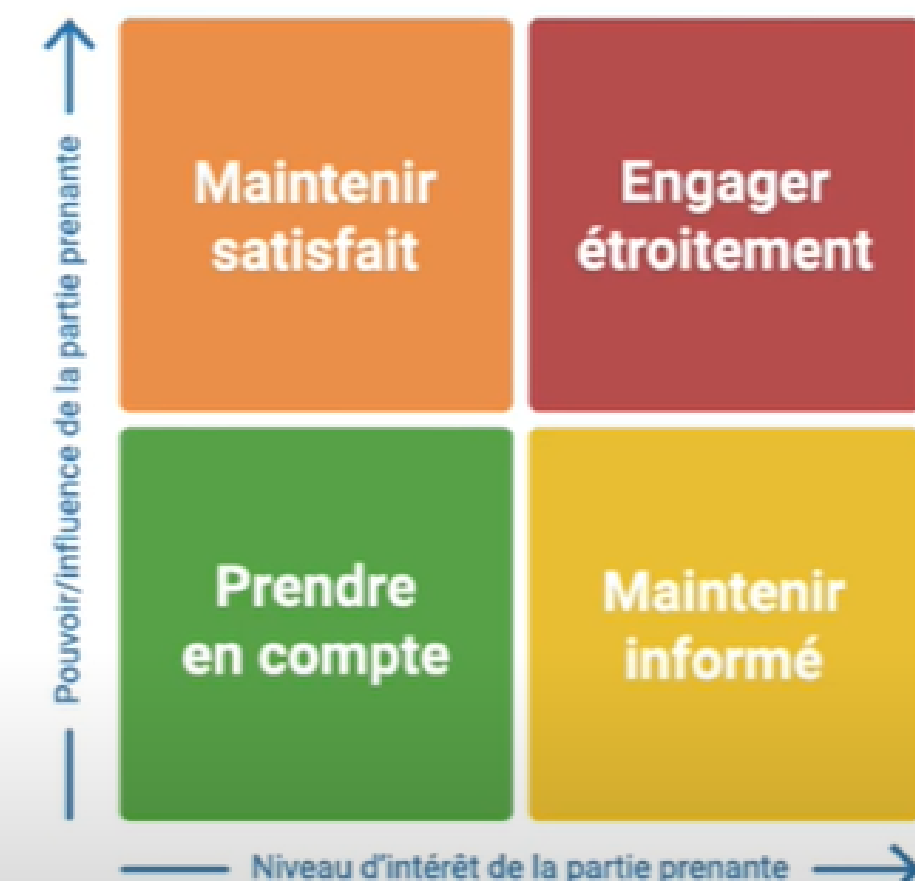 Pouvoir/influence de la partie prenante
Maintenir
satisfait
Engager
étroitement
Prendre
en compte
Maintenir
informé
Niveau d'intérêt de la partie prenante